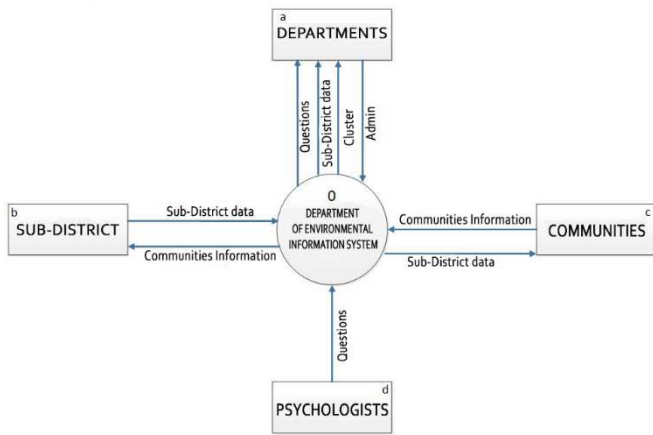 a
DEPARTMENTS
Questions
Sub-District data
Cluster
Admin
b
SUB-DISTRICT
Sub-District data
Communities Information
0
DEPARTMENT
OF ENVIRONMENTAL
INFORMATION SYSTEM
Communities Information
Sub-District data
c
COMMUNITIES
Questions
d
PSYCHOLOGISTS